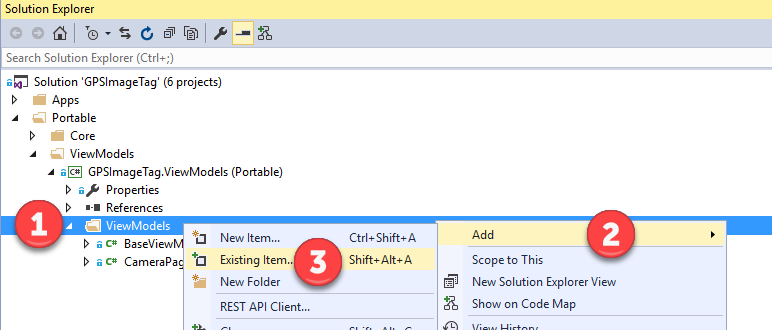 Solution Explorer
Search Solution Explorer (Ctrl+;)
Solution 'GPSImageTag' (6 projects)
Apps
Portable
Core
ViewModels
C# GPSImageTag.ViewModels (Portable)
Properties
References
1 ViewModels
Add 2
C# BaseViewM
C# CameraPag
New Item... Ctrl+Shift+A
Existing Item... 3 Shift+Alt+A
New Folder
REST API Client...
Scope to This
New Solution Explorer View
Show on Code Map
View History